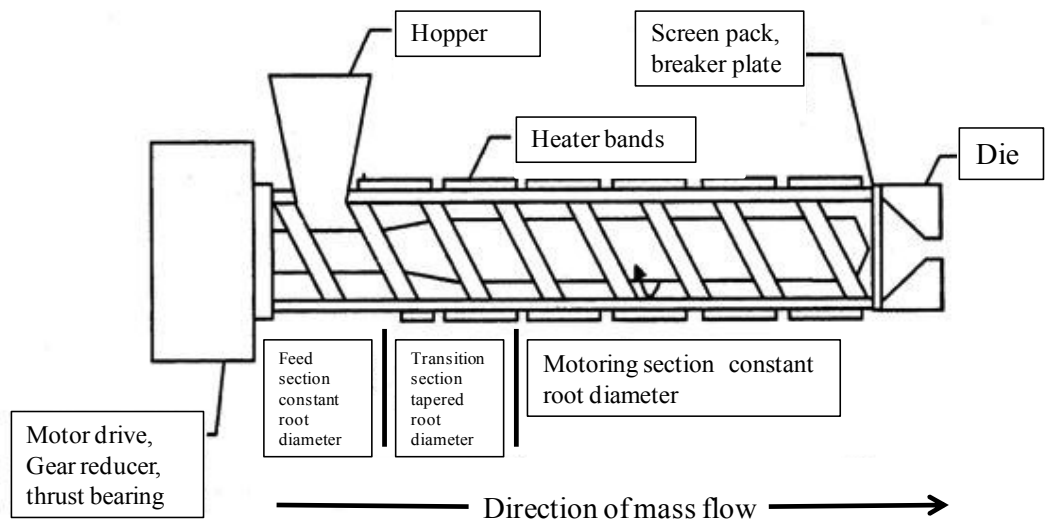 Hopper
Screen pack,
breaker plate
Heater bands
Die
Feed
section
constant
root
diameter
Transition
section
tapered
root
diameter
Motoring section constant
root diameter
Motor drive,
Gear reducer,
thrust bearing
Direction of mass flow